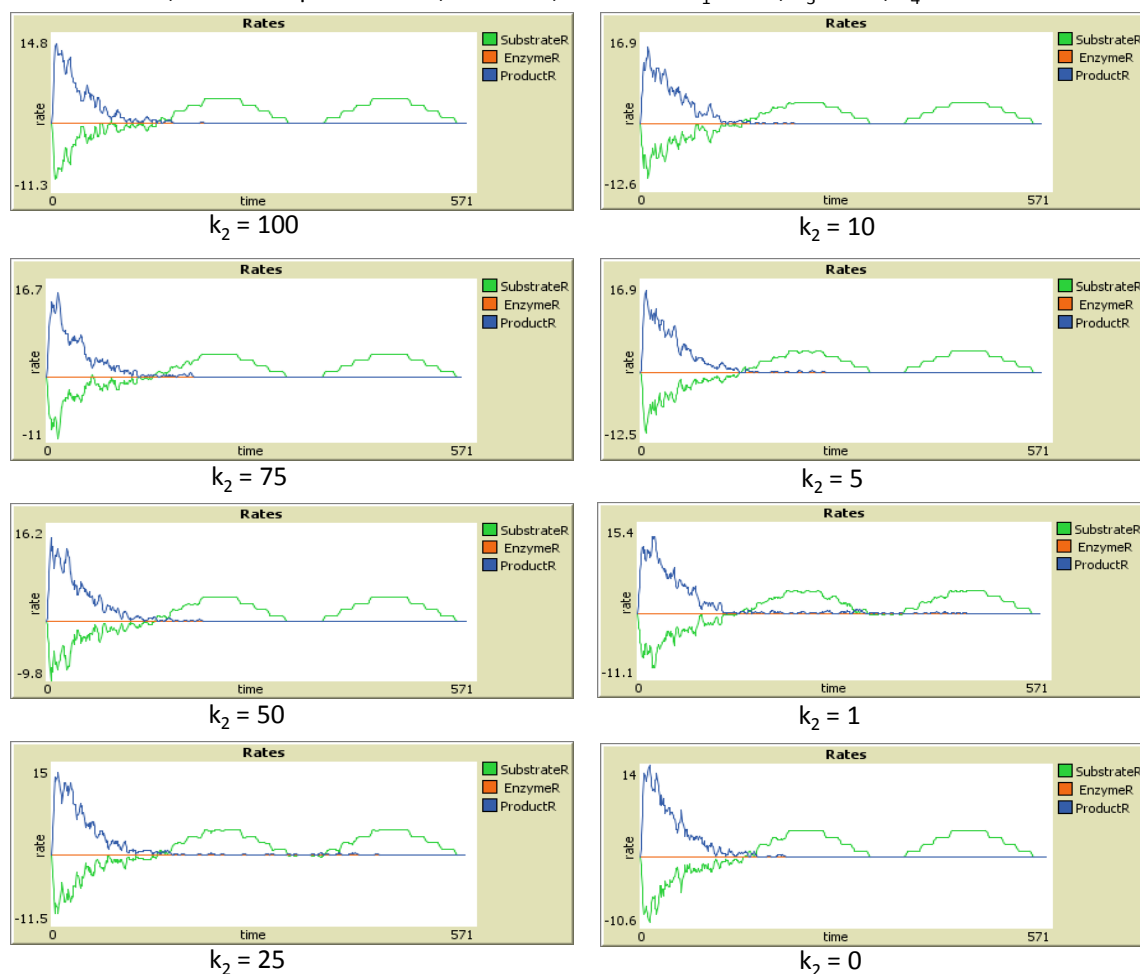 Rates
14.8
rate
-11.3
0
time
571
SubstrateR
EnzymeR
ProductR
k₂ = 100
Rates
16.9
rate
-12.6
0
time
571
SubstrateR
EnzymeR
ProductR
k₂ = 10
Rates
16.7
rate
-11
0
time
571
SubstrateR
EnzymeR
ProductR
k₂ = 75
Rates
16.9
rate
-12.5
0
time
571
SubstrateR
EnzymeR
ProductR
k₂ = 5
Rates
16.2
rate
-9.8
0
time
571
SubstrateR
EnzymeR
ProductR
k₂ = 50
Rates
15.4
rate
-11.1
0
time
571
SubstrateR
EnzymeR
ProductR
k₂ = 1
Rates
15
rate
-11.5
0
time
571
SubstrateR
EnzymeR
ProductR
k₂ = 25
Rates
14
rate
-10.6
0
time
571
SubstrateR
EnzymeR
ProductR
k₂ = 0